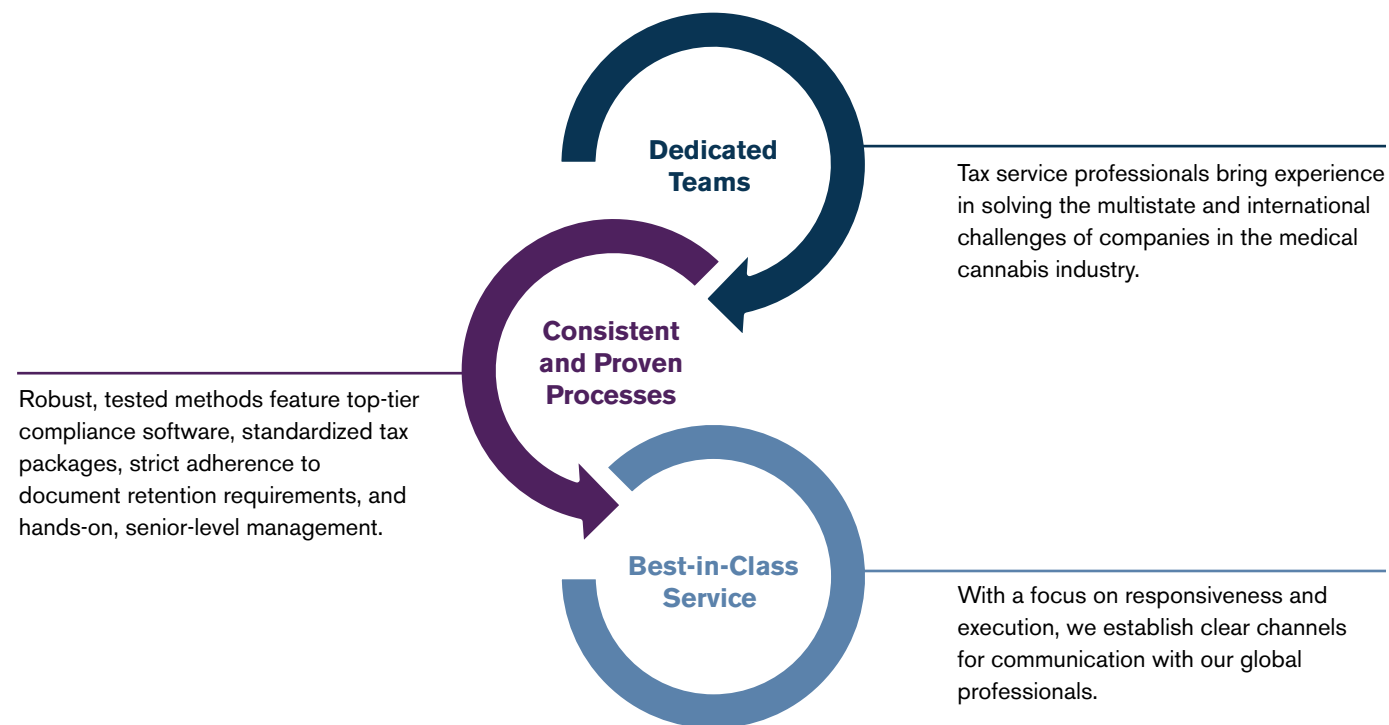 Dedicated
Teams
Tax service professionals bring experience
in solving the multistate and international
challenges of companies in the medical
cannabis industry.
Consistent
and Proven
Processes
Robust, tested methods feature top-tier
compliance software, standardized tax
packages, strict adherence to
document retention requirements, and
hands-on, senior-level management.
Best-in-Class
Service
With a focus on responsiveness and
execution, we establish clear channels
for communication with our global
professionals.